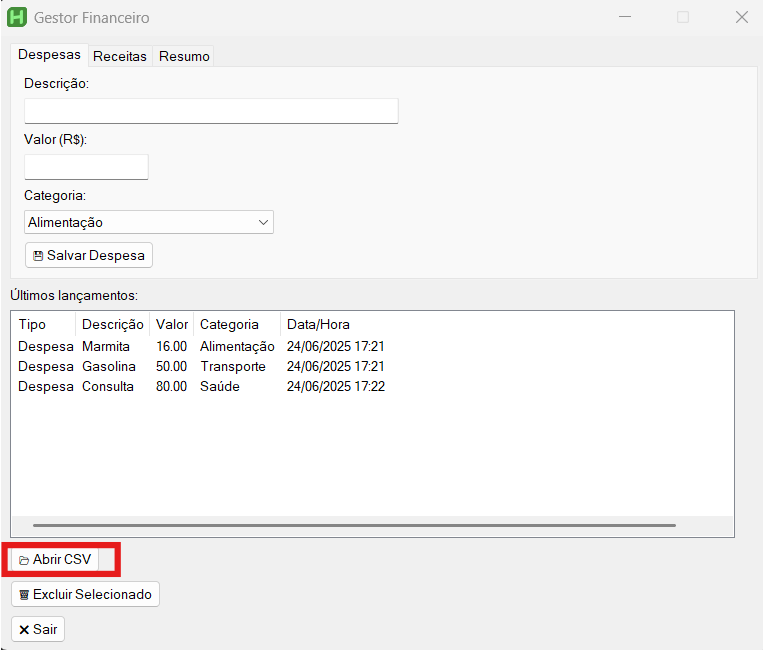 H Gestor Financeiro
Despesas Receitas Resumo
Descrição:
Valor (R$):
Categoria:
Alimentação
Salvar Despesa
Últimos lançamentos:
Tipo Descrição Valor Categoria Data/Hora
Despesa Marmita 16.00 Alimentação 24/06/2025 17:21
Despesa Gasolina 50.00 Transporte 24/06/2025 17:21
Despesa Consulta 80.00 Saúde 24/06/2025 17:22
Abrir CSV
Excluir Selecionado
Sair